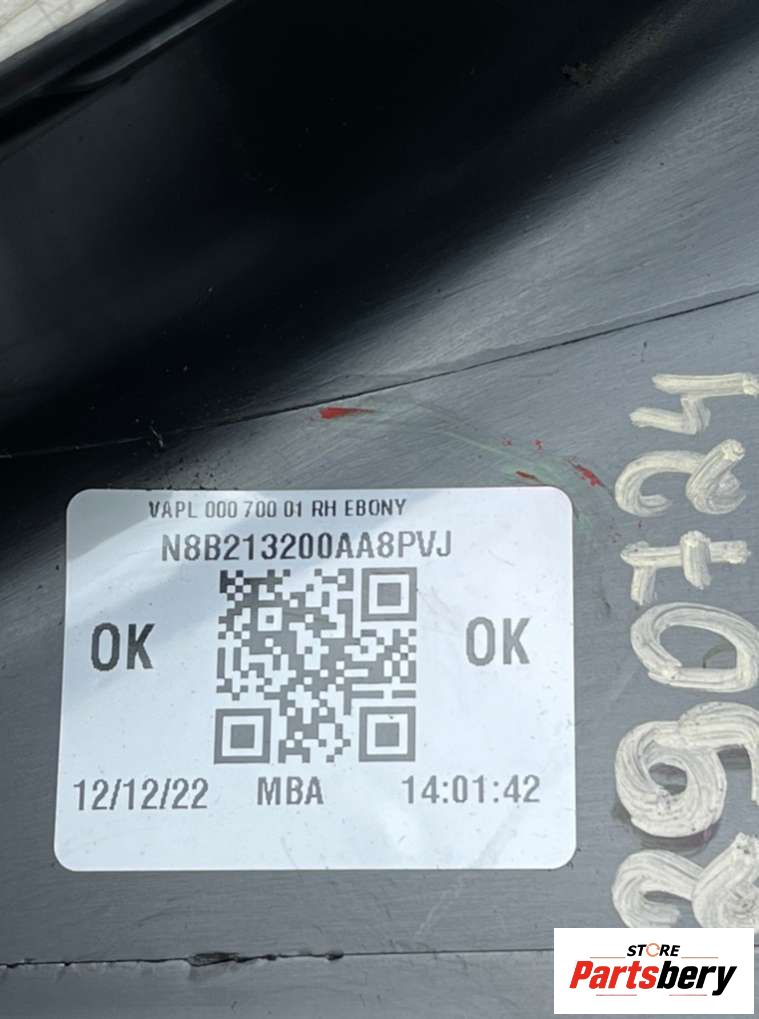 VAPL 000 700 01 RH EBONY
N8B213200AA8PVJ
OK
OK
12/12/22 MBA 14:01:42
STORE
Partsbery